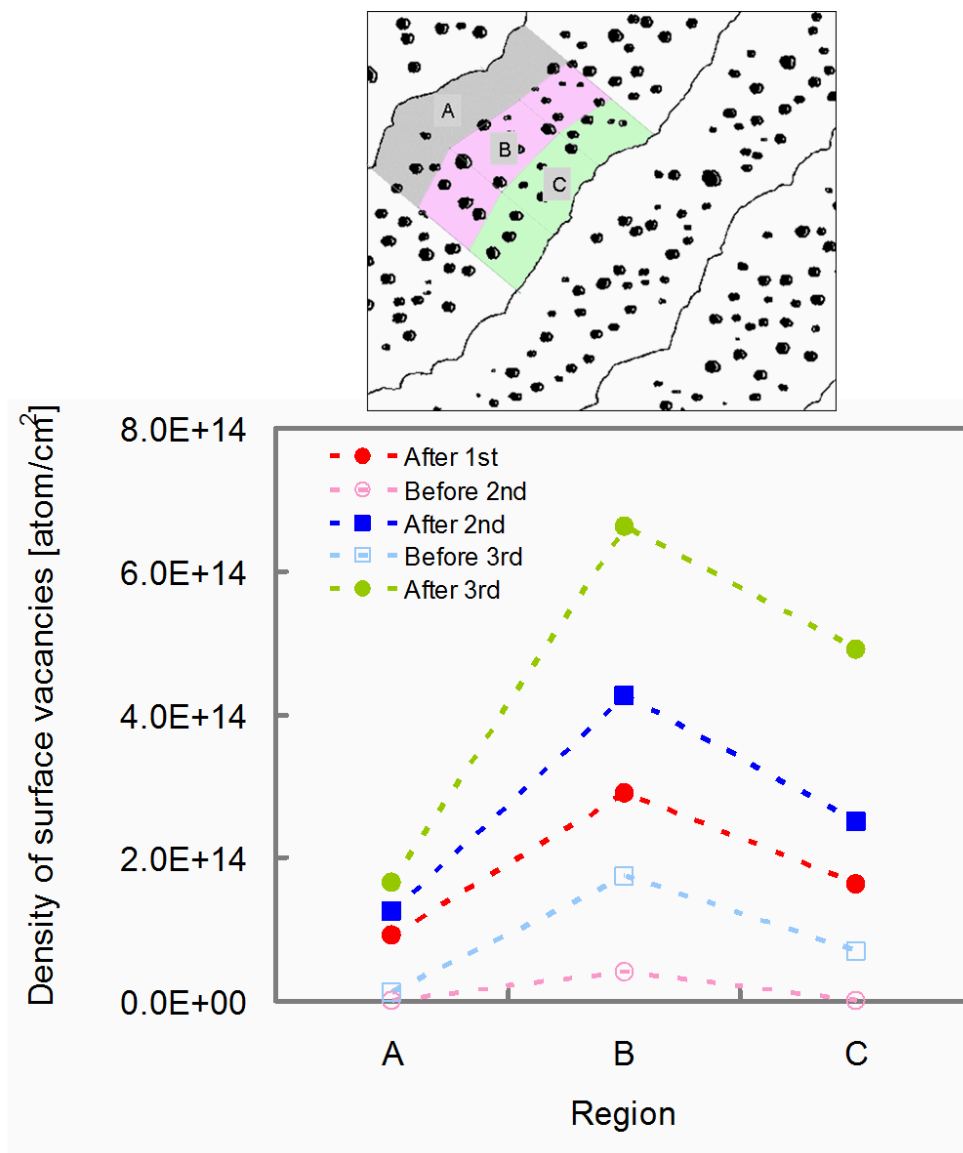 A
B
C
8.0E+14
6.0E+14
4.0E+14
2.0E+14
0.0E+00
Density of surface vacancies [atom/cm²]
After 1st
Before 2nd
After 2nd
Before 3rd
After 3rd
A B C
Region